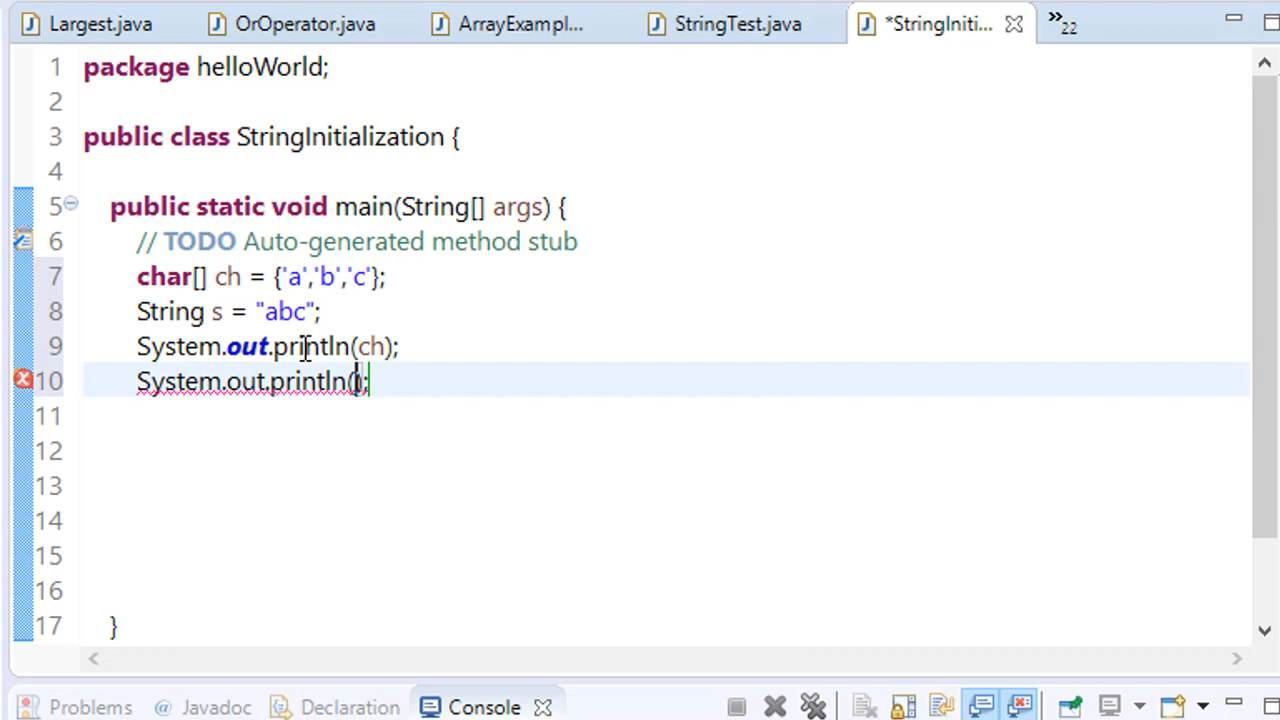 Largest.java OrOperator.java ArrayExampl... StringTest.java *StringIniti... »22
1 package helloWorld;
2
3 public class StringInitialization {
4
5 public static void main(String[] args) {
6 // TODO Auto-generated method stub
7 char[] ch = {'a','b','c'};
8 String s = "abc";
9 System.out.println(ch);
10 System.out.println();
11
12
13
14
15
16
17 }
Problems @ Javadoc Declaration Console